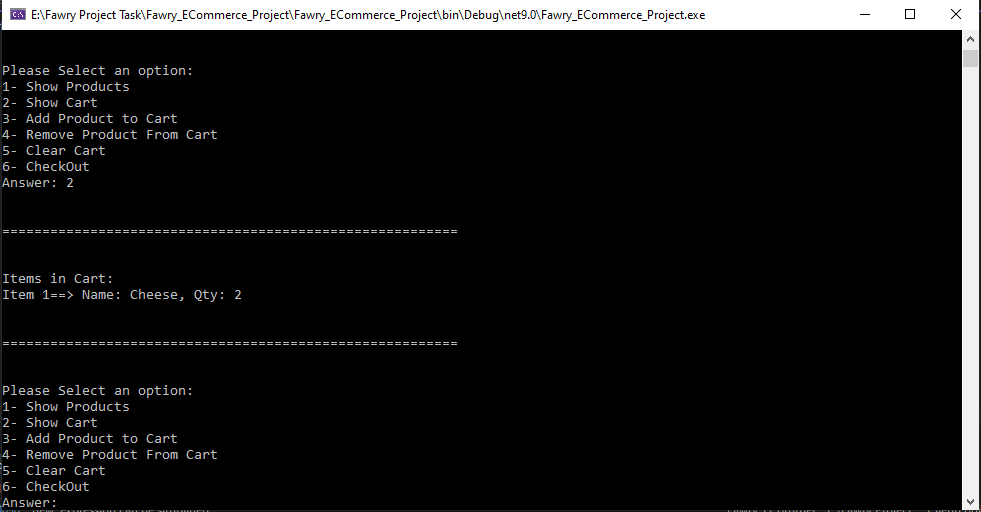 E:\Fawry Project Task\Fawry_ECommerce_Project\Fawry_ECommerce_Project\bin\Debug\net9.0\Fawry_ECommerce_Project.exe
Please Select an option:
1- Show Products
2- Show Cart
3- Add Product to Cart
4- Remove Product From Cart
5- Clear Cart
6- CheckOut
Answer: 2
=========================================================
Items in Cart:
Item 1==> Name: Cheese, Qty: 2
=========================================================
Please Select an option:
1- Show Products
2- Show Cart
3- Add Product to Cart
4- Remove Product From Cart
5- Clear Cart
6- CheckOut
Answer: